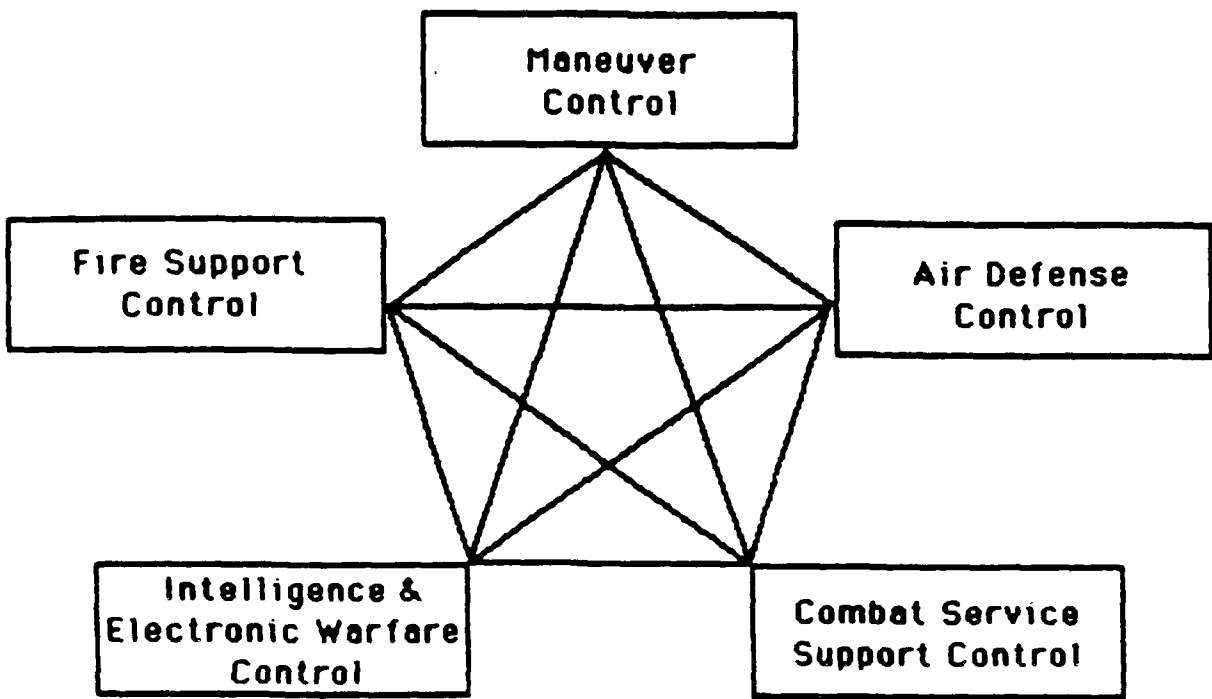 Maneuver
Control
Fire Support
Control
Air Defense
Control
Intelligence &
Electronic Warfare
Control
Combat Service
Support Control